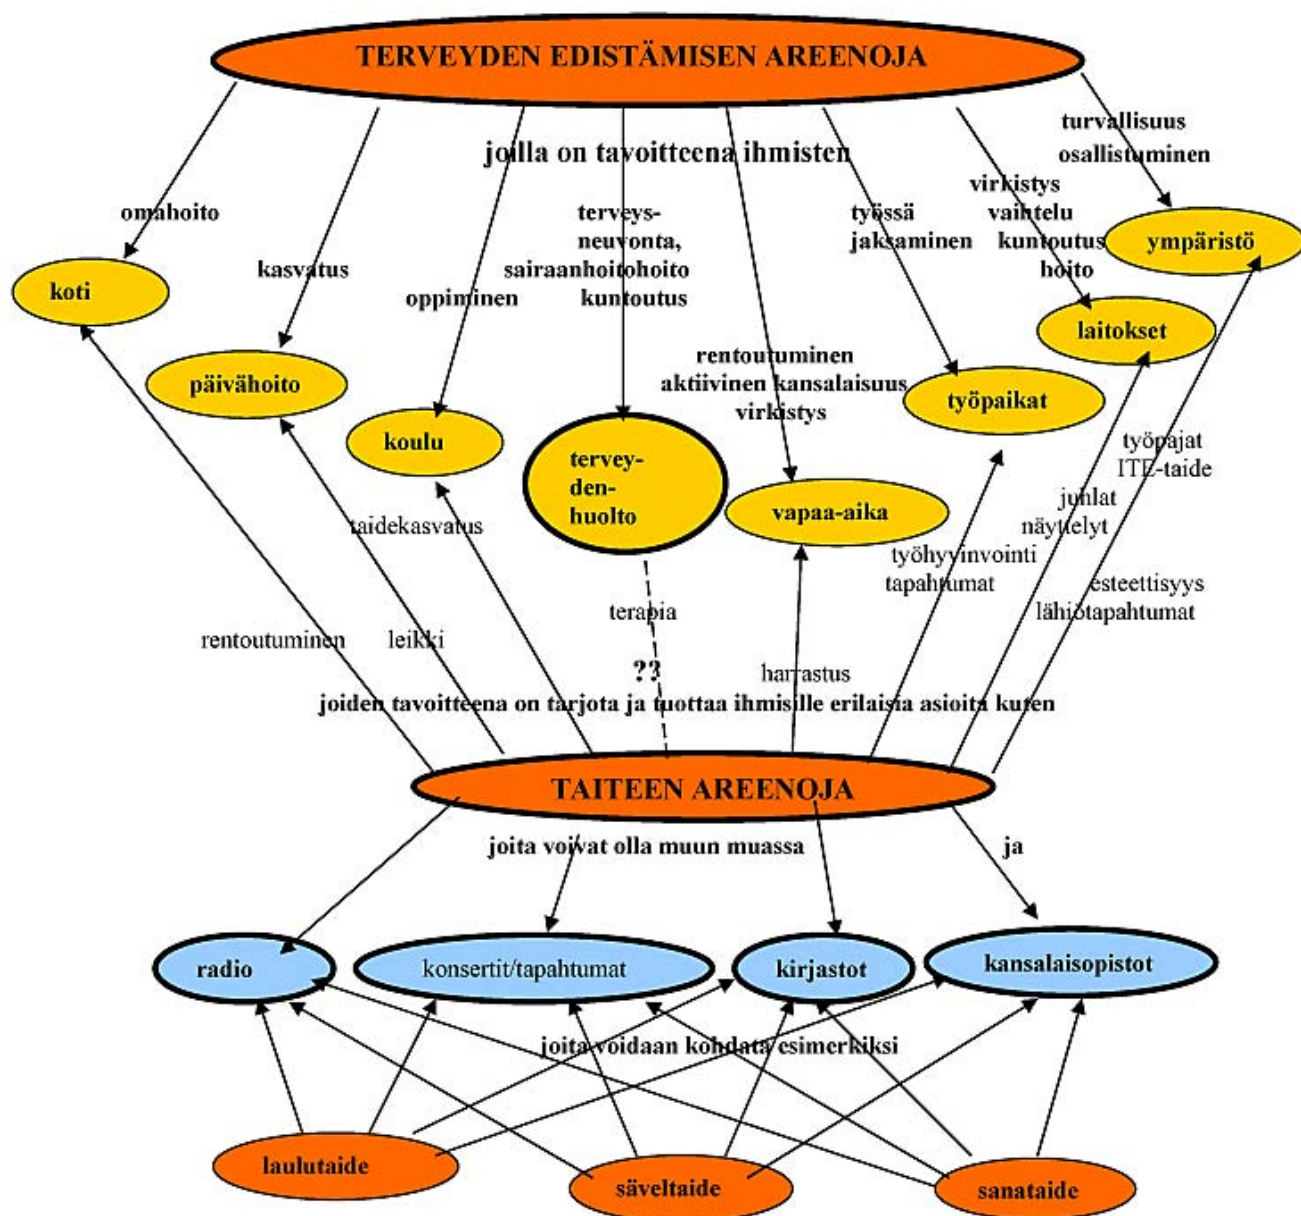 TERVEYDEN EDISTÄMISEN AREENOJA
joilla on tavoitteena ihmisten
turvallisuus
osallistuminen
omahoito
kasvatus
oppiminen
terveys-
neuvonta,
sairaanhoitohoito
kuntoutus
rentoutuminen
aktiivinen kansalaisuus
virkistys
työssä
jaksaminen
virkistys
vaihtelu
kuntoutus
hoito
koti
päivähoito
koulu
tervey-
den-
huolto
vapaa-aika
työpaikat
laitokset
ympäristö
rentoutuminen
leikki
taidekasvatus
terapia
??
harrastus
työhyvinvointi
tapahtumat
juhlat
näyttelyt
työpajat
ITE-taide
esteettisyys
lähiötapahtumat
joiden tavoitteena on tarjota ja tuottaa ihmisille erilaisia asioita kuten
TAITEEN AREENOJA
joita voivat olla muun muassa
ja
radio
konsertit/tapahtumat
kirjastot
kansalaisopistot
joita voidaan kohdata esimerkiksi
laulutaide
säveltaide
sanataide